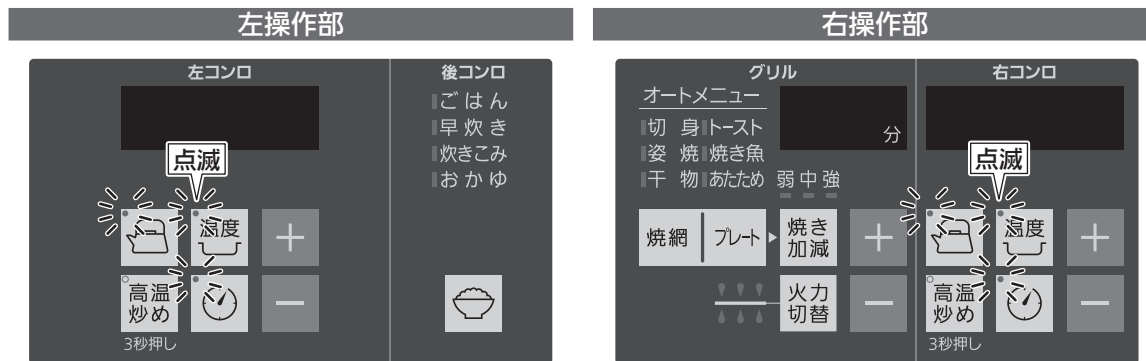 左操作部
左コンロ
点滅
温度
高温
炒め
3秒押し
後コンロ
ごはん
早炊き
炊きこみ
おかゆ
右操作部
グリル
オートメニュー
切 身 トースト
姿 焼 焼き魚
干 物 あたため
分
弱 中 強
焼網 プレート
焼き
加減
火力
切替
右コンロ
点滅
温度
高温
炒め
3秒押し